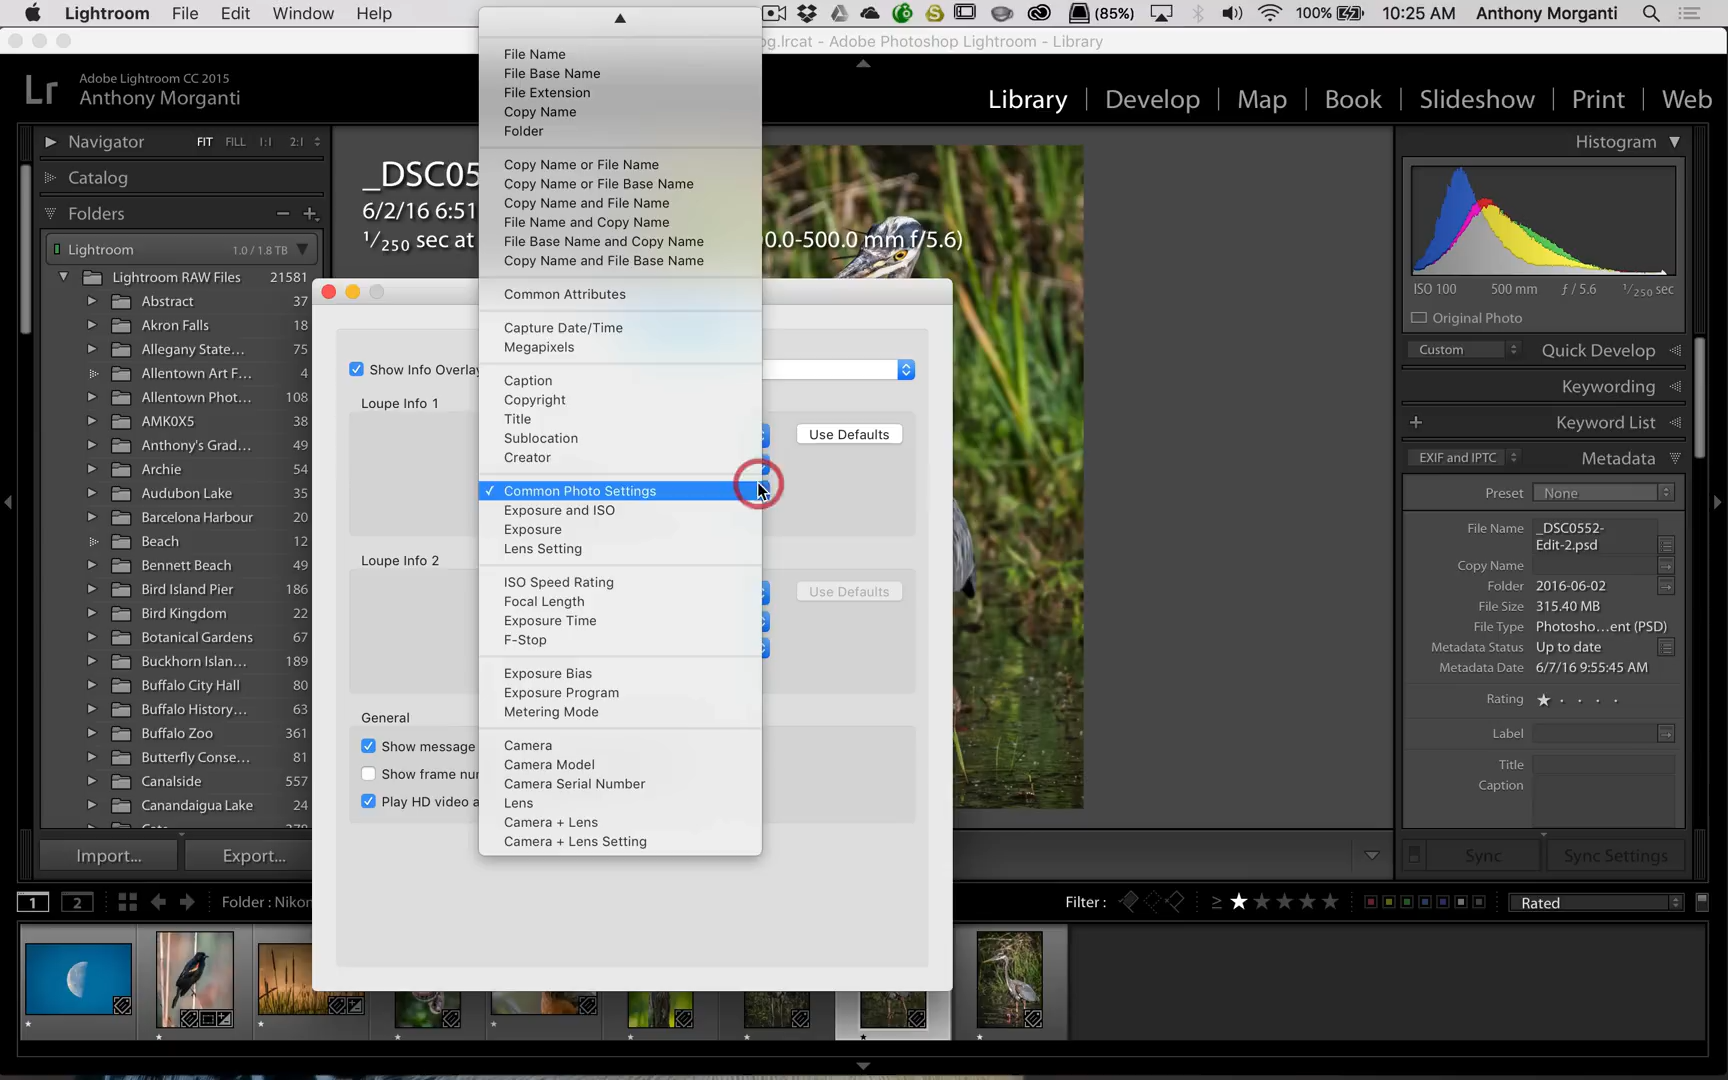 Lightroom File Edit Window Help
(85%) 100% 10:25 AM Anthony Morganti
og.lrcat - Adobe Photoshop Lightroom - Library
Lr Adobe Lightroom CC 2015
Anthony Morganti
Library | Develop | Map | Book | Slideshow | Print | Web
Navigator FIT FILL 1:1 2:1
Catalog
Folders
Lightroom 1.0 / 1.8 TB
Lightroom RAW Files 21581
Abstract 37
Akron Falls 18
Allegany State... 75
Allentown Art F... 4
Allentown Phot... 108
AMK0X5 38
Anthony's Grad... 45
Archie 54
Audubon Lake 35
Barcelona Harbour 20
Beach 12
Bennett Beach 49
Bird Island Pier 186
Bird Kingdom 22
Botanical Gardens 67
Buckhorn Islan... 189
Buffalo City Hall 80
Buffalo History... 63
Buffalo Zoo 361
Butterfly Conse... 81
Canalside 557
Canandaigua Lake 24
Import... Export...
_DSC05
6/2/16 6:51
1/250 sec at
0.0-500.0 mm f/5.6)
File Name
File Base Name
File Extension
Copy Name
Folder
Copy Name or File Name
Copy Name or File Base Name
Copy Name and File Name
File Name and Copy Name
File Base Name and Copy Name
Copy Name and File Base Name
Common Attributes
Capture Date/Time
Megapixels
Caption
Copyright
Title
Sublocation
Creator
✓ Common Photo Settings
Exposure and ISO
Exposure
Lens Setting
ISO Speed Rating
Focal Length
Exposure Time
F-Stop
Exposure Bias
Exposure Program
Metering Mode
Camera
Camera Model
Camera Serial Number
Lens
Camera + Lens
Camera + Lens Setting
Show Info Overlay
Loupe Info 1
Use Defaults
Loupe Info 2
Use Defaults
General
Show message
Show frame nu
Play HD video a
Histogram
ISO 100 500 mm ƒ / 5.6 1/250 sec
Original Photo
Custom Quick Develop
Keywording
+ Keyword List
EXIF and IPTC Metadata
Preset None
File Name _DSC0552-
Edit-2.psd
Copy Name
Folder 2016-06-02
File Size 315.40 MB
File Type Photosho...ent (PSD)
Metadata Status Up to date
Metadata Date 6/7/16 9:55:45 AM
Rating ★ · · · ·
Label
Title
Caption
Sync Sync Settings
1 2 Folder : Nikon
Filter : ≥ ★★★★★ Rated